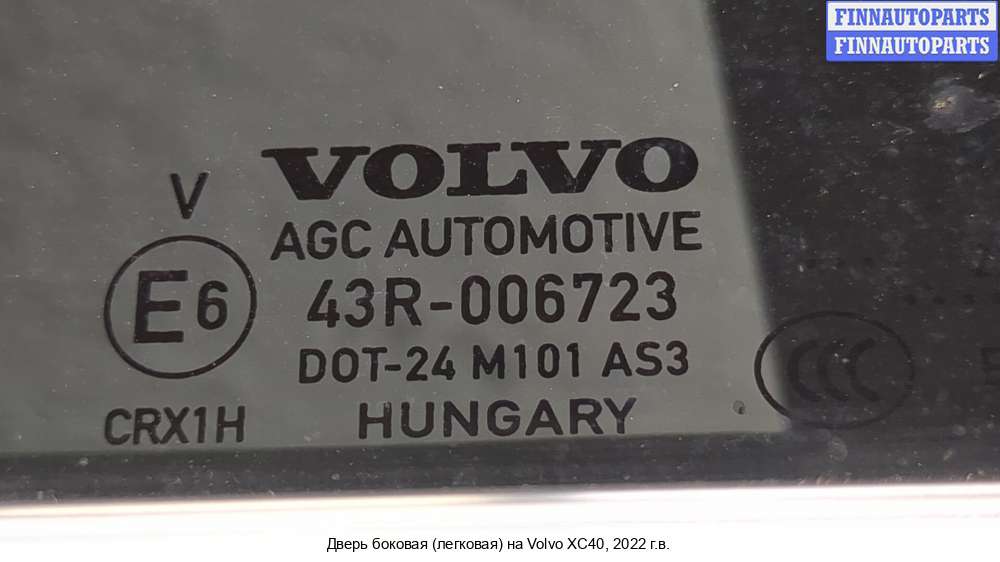 FINNAUTOPARTS
FINNAUTOPARTS
VOLVO
V
AGC AUTOMOTIVE
E6
43R-006723
DOT-24 M101 AS3
CRX1H
HUNGARY
CCC
Дверь боковая (легковая) на Volvo XC40, 2022 г.в.